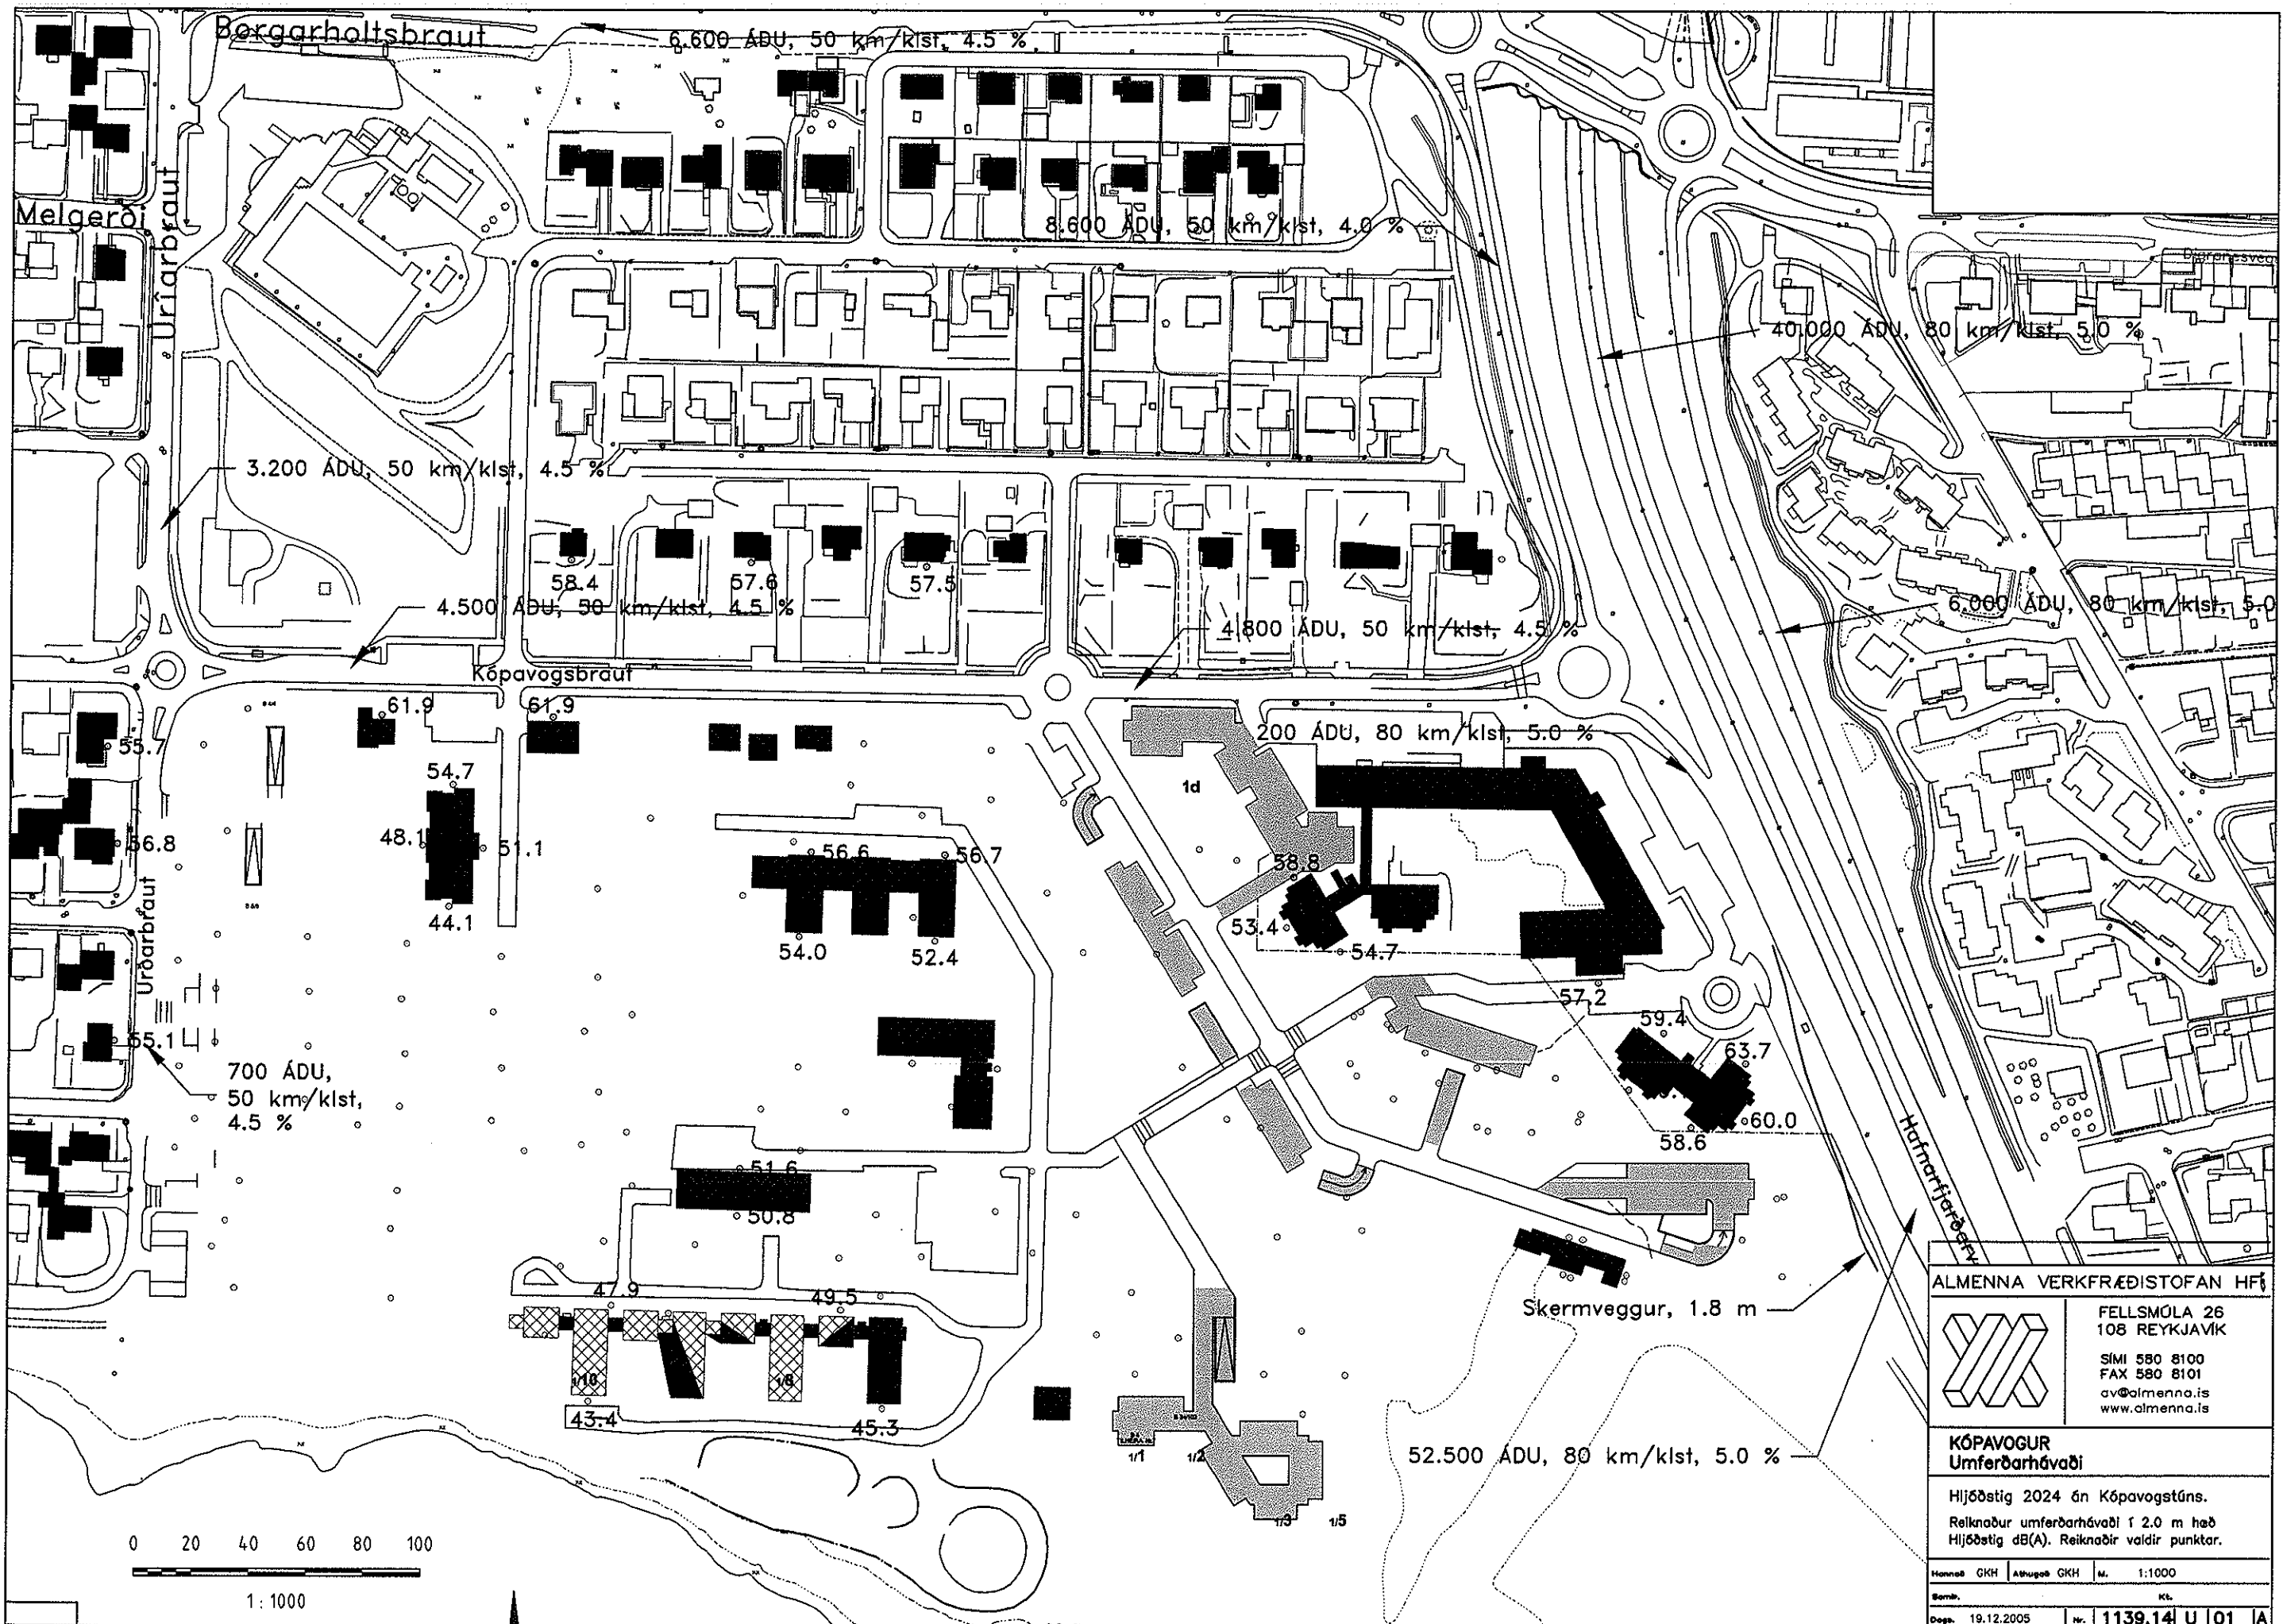 Borgarholtsbraut
6.600 ÁDU, 50 km/klst, 4.5 %
Melgerði
Urðarbraut
8.600 ÁDU, 50 km/klst, 4.0 %
40.000 ÁDU, 80 km/klst, 5.0 %
3.200 ÁDU, 50 km/klst, 4.5 %
58.4
57.6
57.5
4.500 ÁDU, 50 km/klst, 4.5 %
4.800 ÁDU, 50 km/klst, 4.5 %
6.000 ÁDU, 80 km/klst, 5.0
Kópavogsbraut
61.9
61.9
200 ÁDU, 80 km/klst, 5.0 %
55.7
54.7
1d
48.1
51.1
56.8
56.6
56.7
58.8
44.1
53.4
54.7
54.0
52.4
Urðarbraut
57.2
59.4
55.1
63.7
700 ÁDU,
50 km/klst,
4.5 %
60.0
58.6
Hafnarfjarðarv
51.6
50.8
47.9
49.5
Skermveggur, 1.8 m
1/10
1/8
43.4
45.3
1/1
1/2
1/3
1/5
52.500 ÁDU, 80 km/klst, 5.0 %
0 20 40 60 80 100
1 : 1000
ALMENNA VERKFRÆÐISTOFAN HF
FELLSMÚLA 26
108 REYKJAVÍK
SÍMI 580 8100
FAX 580 8101
av@almenna.is
www.almenna.is
KÓPAVOGUR
Umferðarhávaði
Hljóðstig 2024 án Kópavogstúns.
Reiknaður umferðarhávaði í 2.0 m hæð
Hljóðstig dB(A). Reiknaðir valdir punktar.
Hannað GKH Athugað GKH M. 1:1000
Samþ. Kt.
Dags. 19.12.2005 Nr. 1139.14 U 01 A